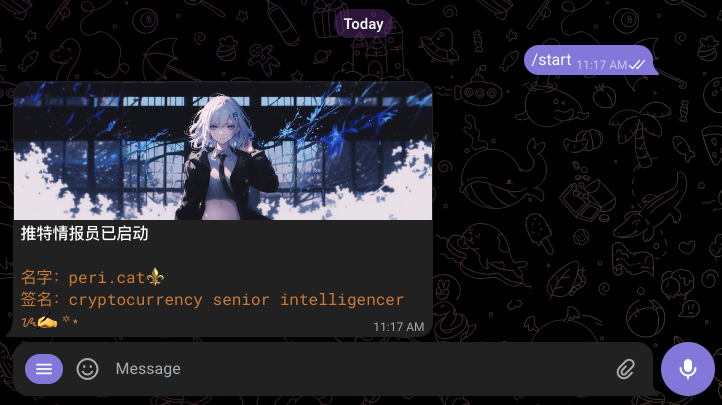 Today
/start 11:17 AM
推特情报员已启动
名字: peri.cat⚜️
签名: cryptocurrency senior intelligencer
11:17 AM
Message